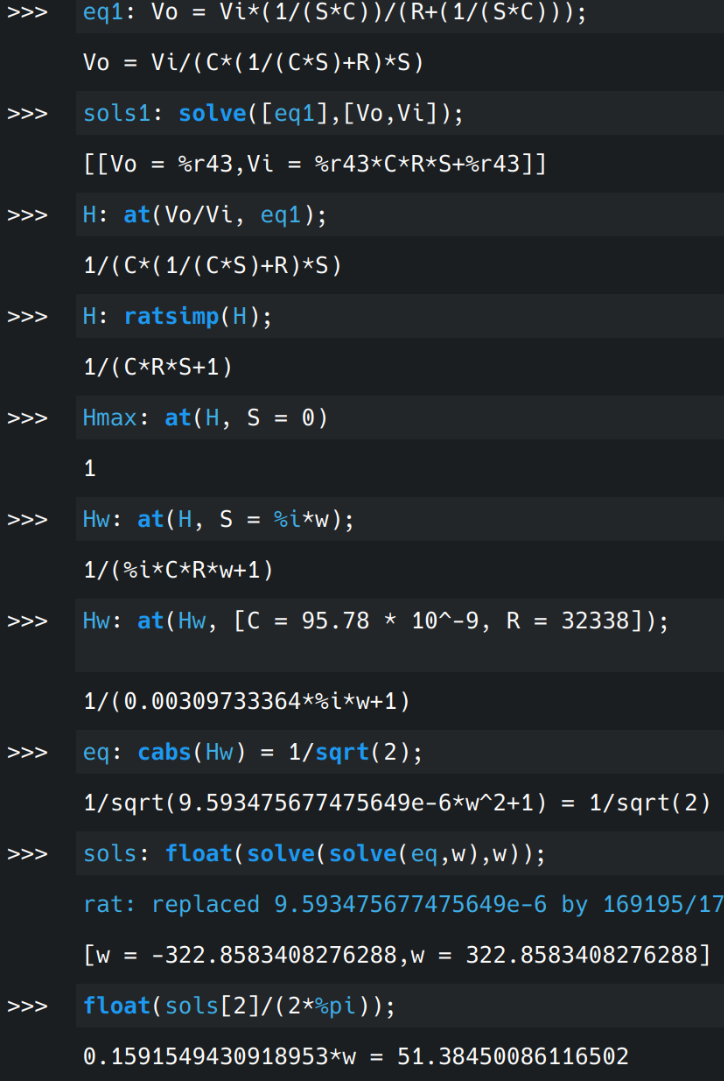 >>> eq1: Vo = Vi*(1/(S*C))/(R+(1/(S*C)));
Vo = Vi/(C*(1/(C*S)+R)*S)
>>> sols1: solve([eq1],[Vo,Vi]);
[[Vo = %r43,Vi = %r43*C*R*S+%r43]]
>>> H: at(Vo/Vi, eq1);
1/(C*(1/(C*S)+R)*S)
>>> H: ratsimp(H);
1/(C*R*S+1)
>>> Hmax: at(H, S = 0)
1
>>> Hw: at(H, S = %i*w);
1/(%i*C*R*w+1)
>>> Hw: at(Hw, [C = 95.78 * 10^-9, R = 32338]);
1/(0.00309733364*%i*w+1)
>>> eq: cabs(Hw) = 1/sqrt(2);
1/sqrt(9.593475677475649e-6*w^2+1) = 1/sqrt(2)
>>> sols: float(solve(solve(eq,w),w));
rat: replaced 9.593475677475649e-6 by 169195/17
[w = -322.8583408276288,w = 322.8583408276288]
>>> float(sols[2]/(2*%pi));
0.1591549430918953*w = 51.38450086116502